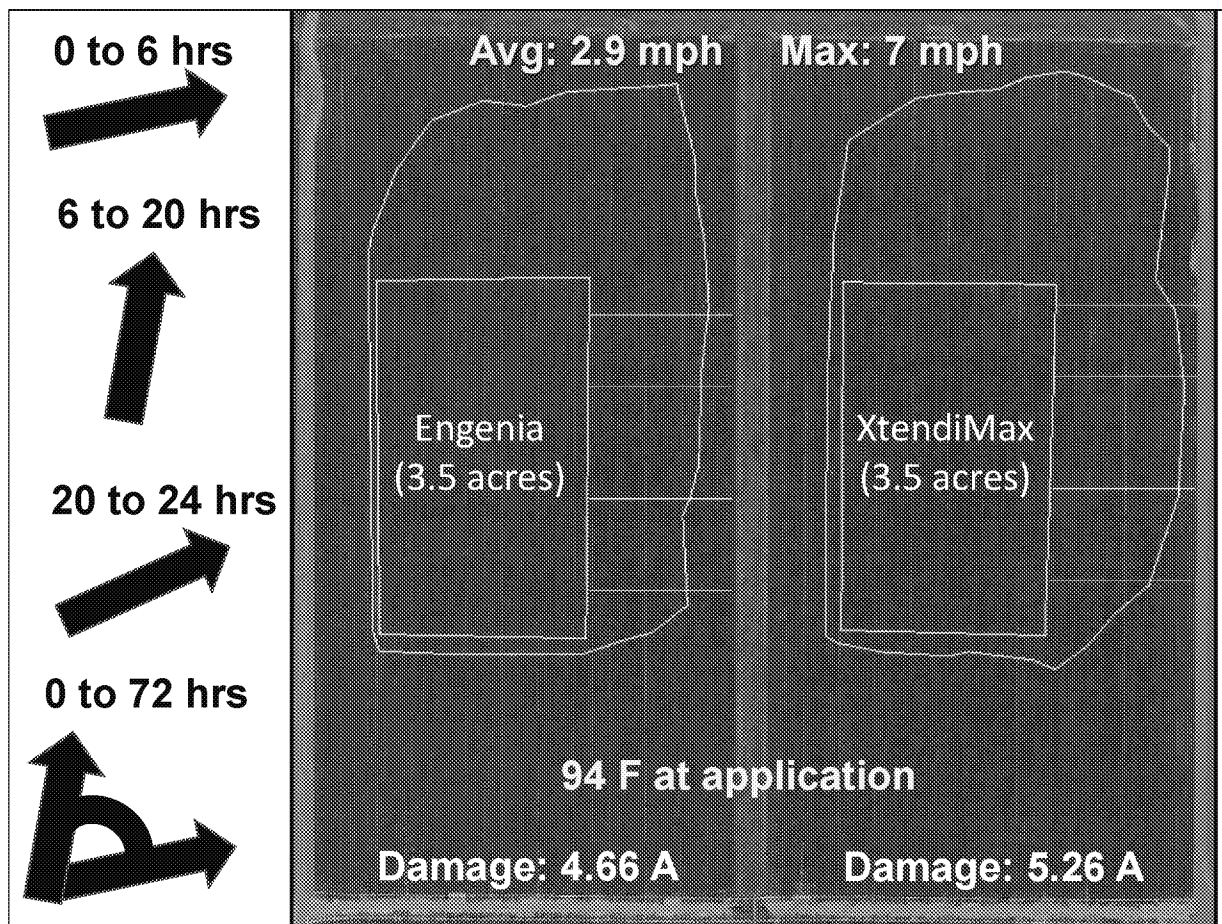 0 to 6 hrs
6 to 20 hrs
20 to 24 hrs
0 to 72 hrs
Avg: 2.9 mph Max: 7 mph
Engenia
(3.5 acres)
XtendiMax
(3.5 acres)
94 F at application
Damage: 4.66 A
Damage: 5.26 A